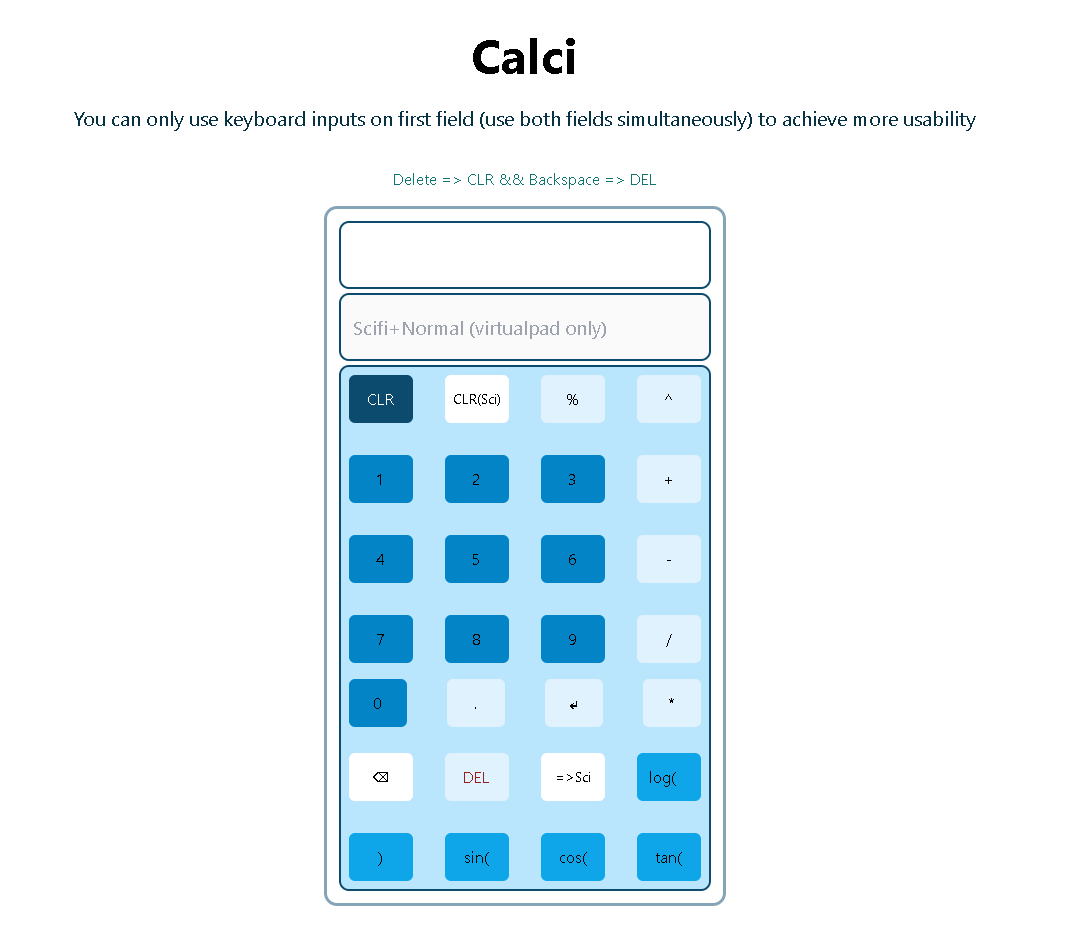 Calci
You can only use keyboard inputs on first field (use both fields simultaneously) to achieve more usability
Delete => CLR && Backspace => DEL
Scifi+Normal (virtualpad only)
CLR CLR(Sci) % ^
1 2 3 +
4 5 6 -
7 8 9 /
0 . ↲ *
⌫ DEL =>Sci log(
) sin( cos( tan(